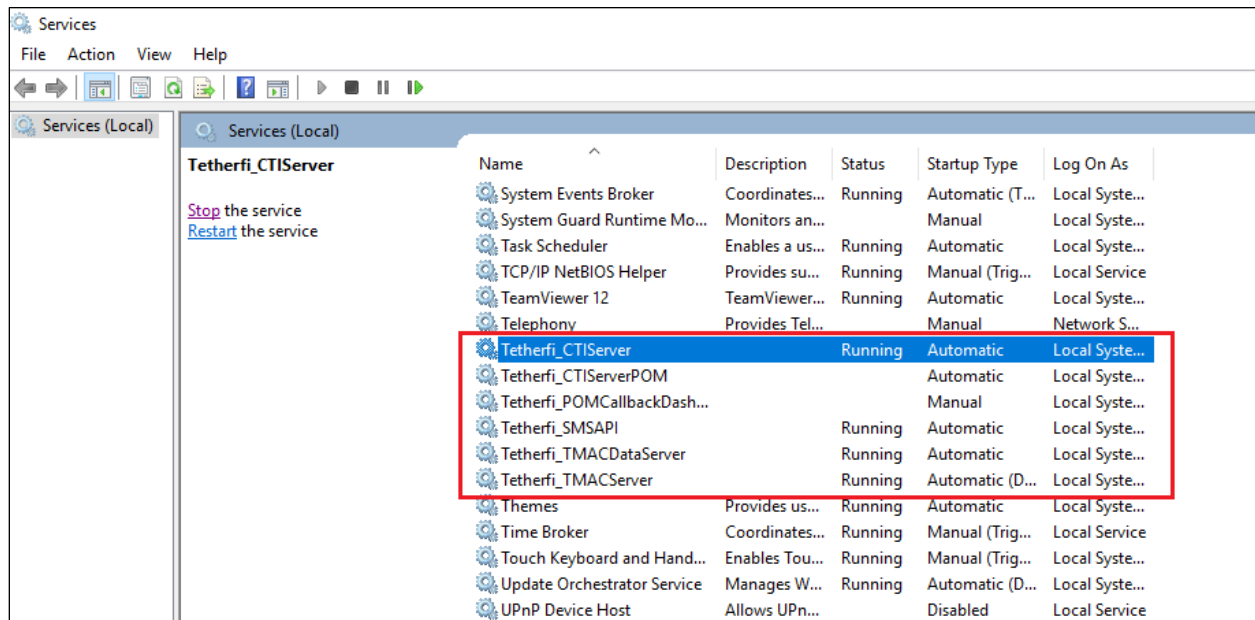 Services
File Action View Help
Services (Local)
Services (Local)
Tetherfi_CTIServer
Stop the service
Restart the service
Name Description Status Startup Type Log On As
System Events Broker Coordinates... Running Automatic (T... Local Syste...
System Guard Runtime Mo... Monitors an... Manual Local Syste...
Task Scheduler Enables a us... Running Automatic Local Syste...
TCP/IP NetBIOS Helper Provides su... Running Manual (Trig... Local Service
TeamViewer 12 TeamViewer... Running Automatic Local Syste...
Telephony Provides Tel... Manual Network S...
Tetherfi_CTIServer Running Automatic Local Syste...
Tetherfi_CTIServerPOM Automatic Local Syste...
Tetherfi_POMCallbackDash... Manual Local Syste...
Tetherfi_SMSAPI Running Automatic Local Syste...
Tetherfi_TMACDataServer Running Automatic Local Syste...
Tetherfi_TMACServer Running Automatic (D... Local Syste...
Themes Provides us... Running Automatic Local Syste...
Time Broker Coordinates... Running Manual (Trig... Local Service
Touch Keyboard and Hand... Enables Tou... Running Manual (Trig... Local Syste...
Update Orchestrator Service Manages W... Running Automatic (D... Local Syste...
UPnP Device Host Allows UPn... Disabled Local Service